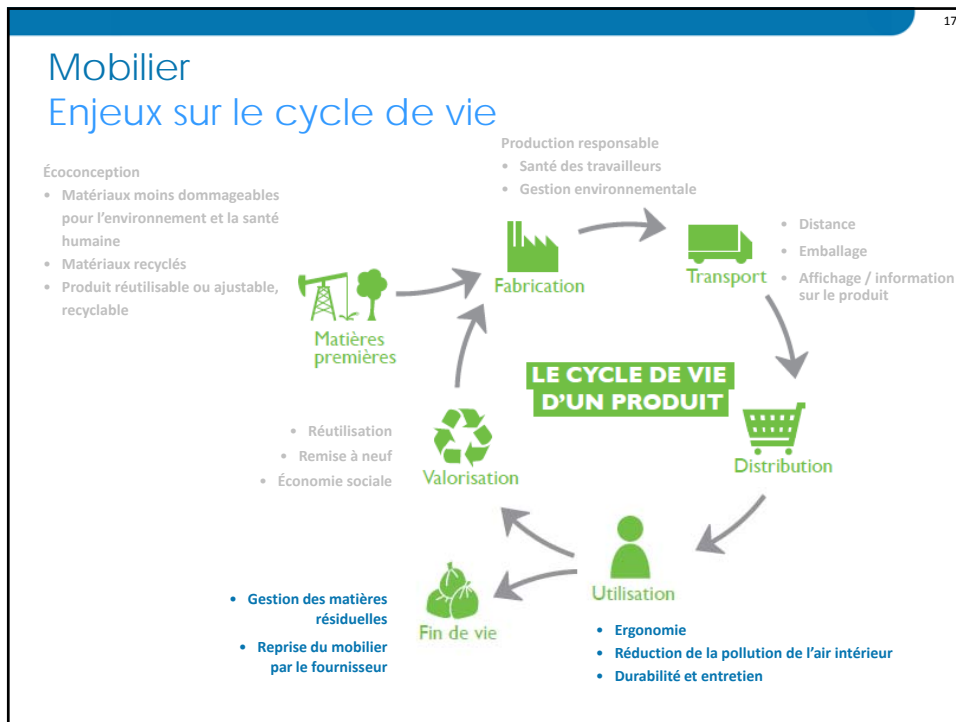 17
Mobilier
Enjeux sur le cycle de vie
Écoconception
• Matériaux moins dommageables
pour l'environnement et la santé
humaine
• Matériaux recyclés
• Produit réutilisable ou ajustable,
recyclable
Production responsable
• Santé des travailleurs
• Gestion environnementale
• Distance
• Emballage
• Affichage / information
sur le produit
Matières
premières
Fabrication
Transport
LE CYCLE DE VIE
D'UN PRODUIT
• Réutilisation
• Remise à neuf
• Économie sociale
Valorisation
Distribution
Utilisation
Fin de vie
• Gestion des matières
résiduelles
• Reprise du mobilier
par le fournisseur
• Ergonomie
• Réduction de la pollution de l'air intérieur
• Durabilité et entretien